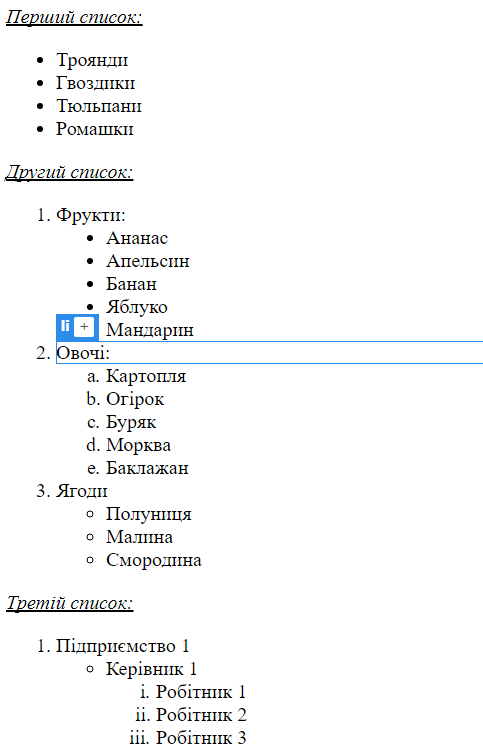 Перший список:
• Троянди
• Гвоздики
• Тюльпани
• Ромашки
Другий список:
1. Фрукти:
• Ананас
• Апельсин
• Банан
• Яблуко
li + Мандарин
2. Овочі:
a. Картопля
b. Огірок
c. Буряк
d. Морква
e. Баклажан
3. Ягоди
◦ Полуниця
◦ Малина
◦ Смородина
Третій список:
1. Підприємство 1
◦ Керівник 1
i. Робітник 1
ii. Робітник 2
iii. Робітник 3